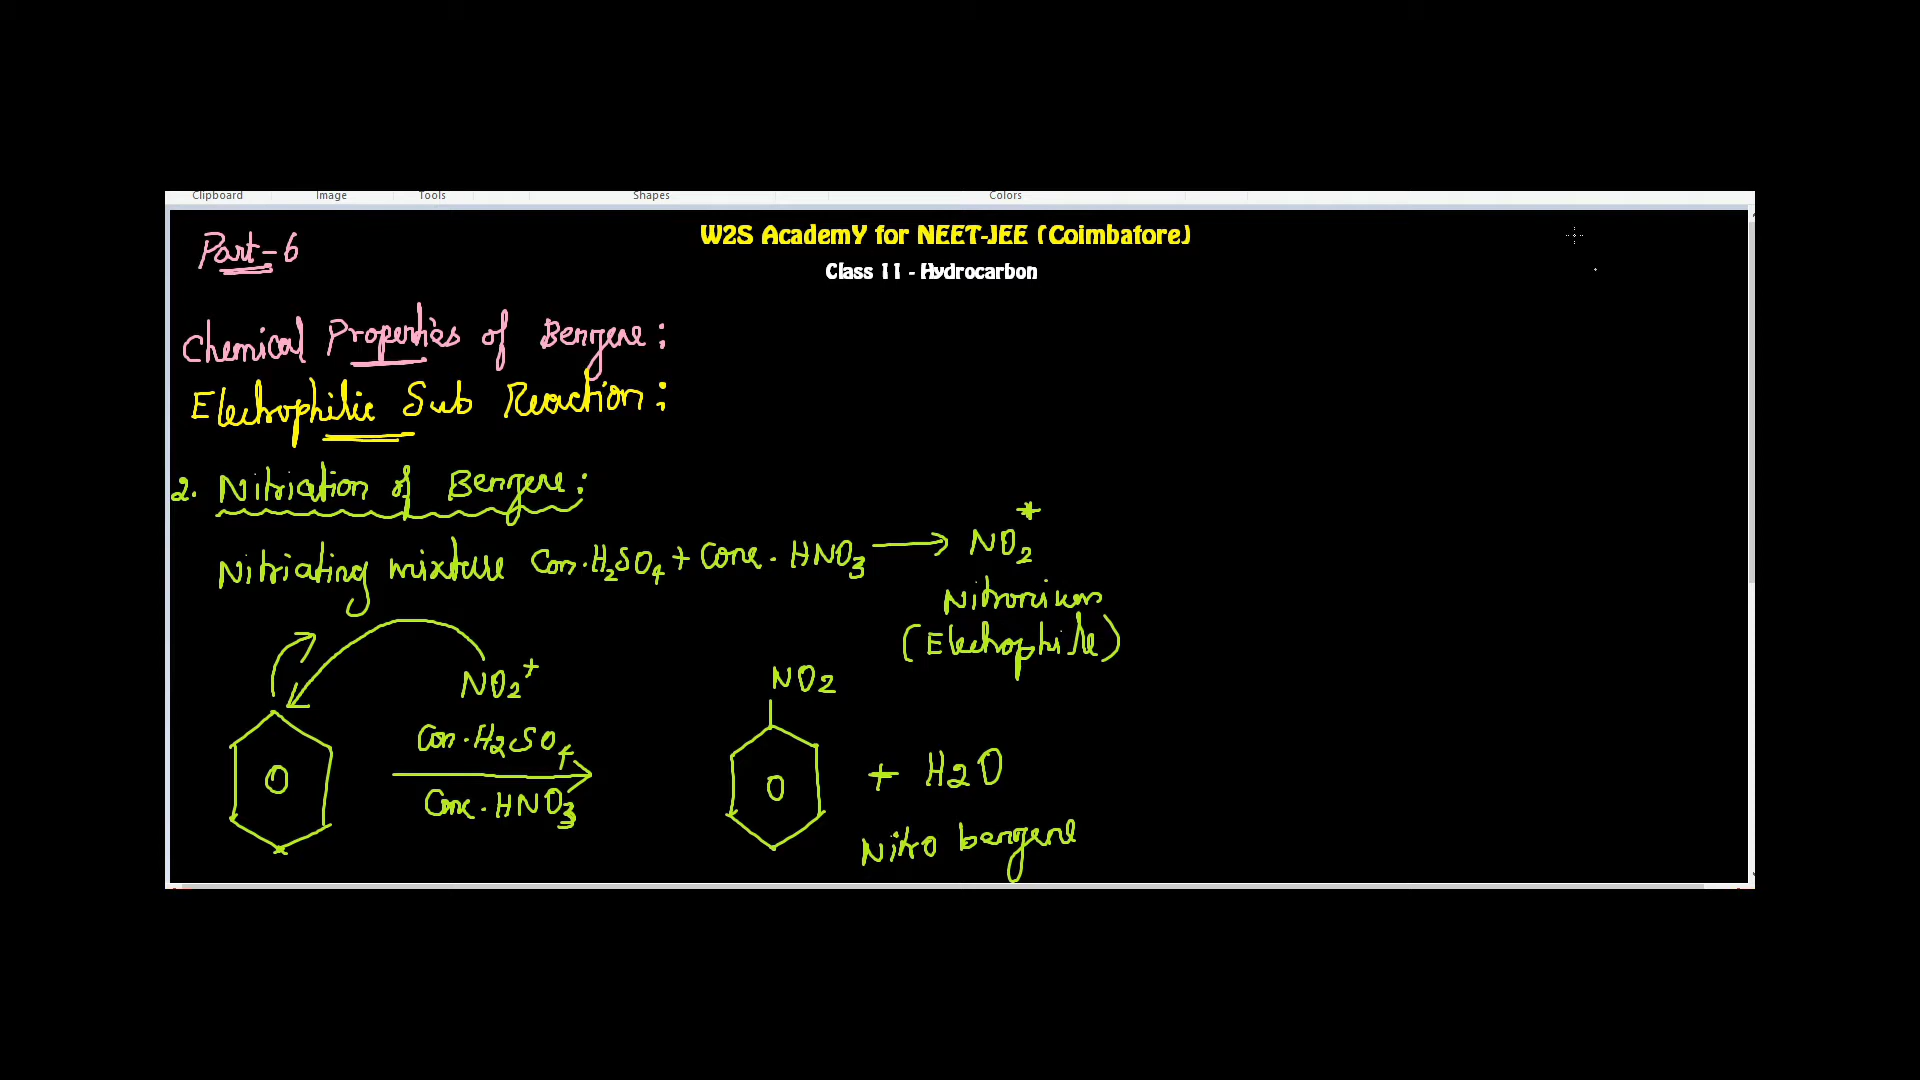 Clipboard Image Tools Shapes Colors
W2S AcademY for NEET-JEE (Coimbatore)
Class 11 - Hydrocarbon
Part-6
Chemical Properties of Benzene:
Electrophilic Sub Reaction:
2. Nitriation of Benzene:
Nitriating mixture Con. H2SO4 + Conc. HNO3 → NO2+
(Electrophile)
NO2+
Con. H2SO4
Conc. HNO3
NO2
+ H2O
Nitro benzene